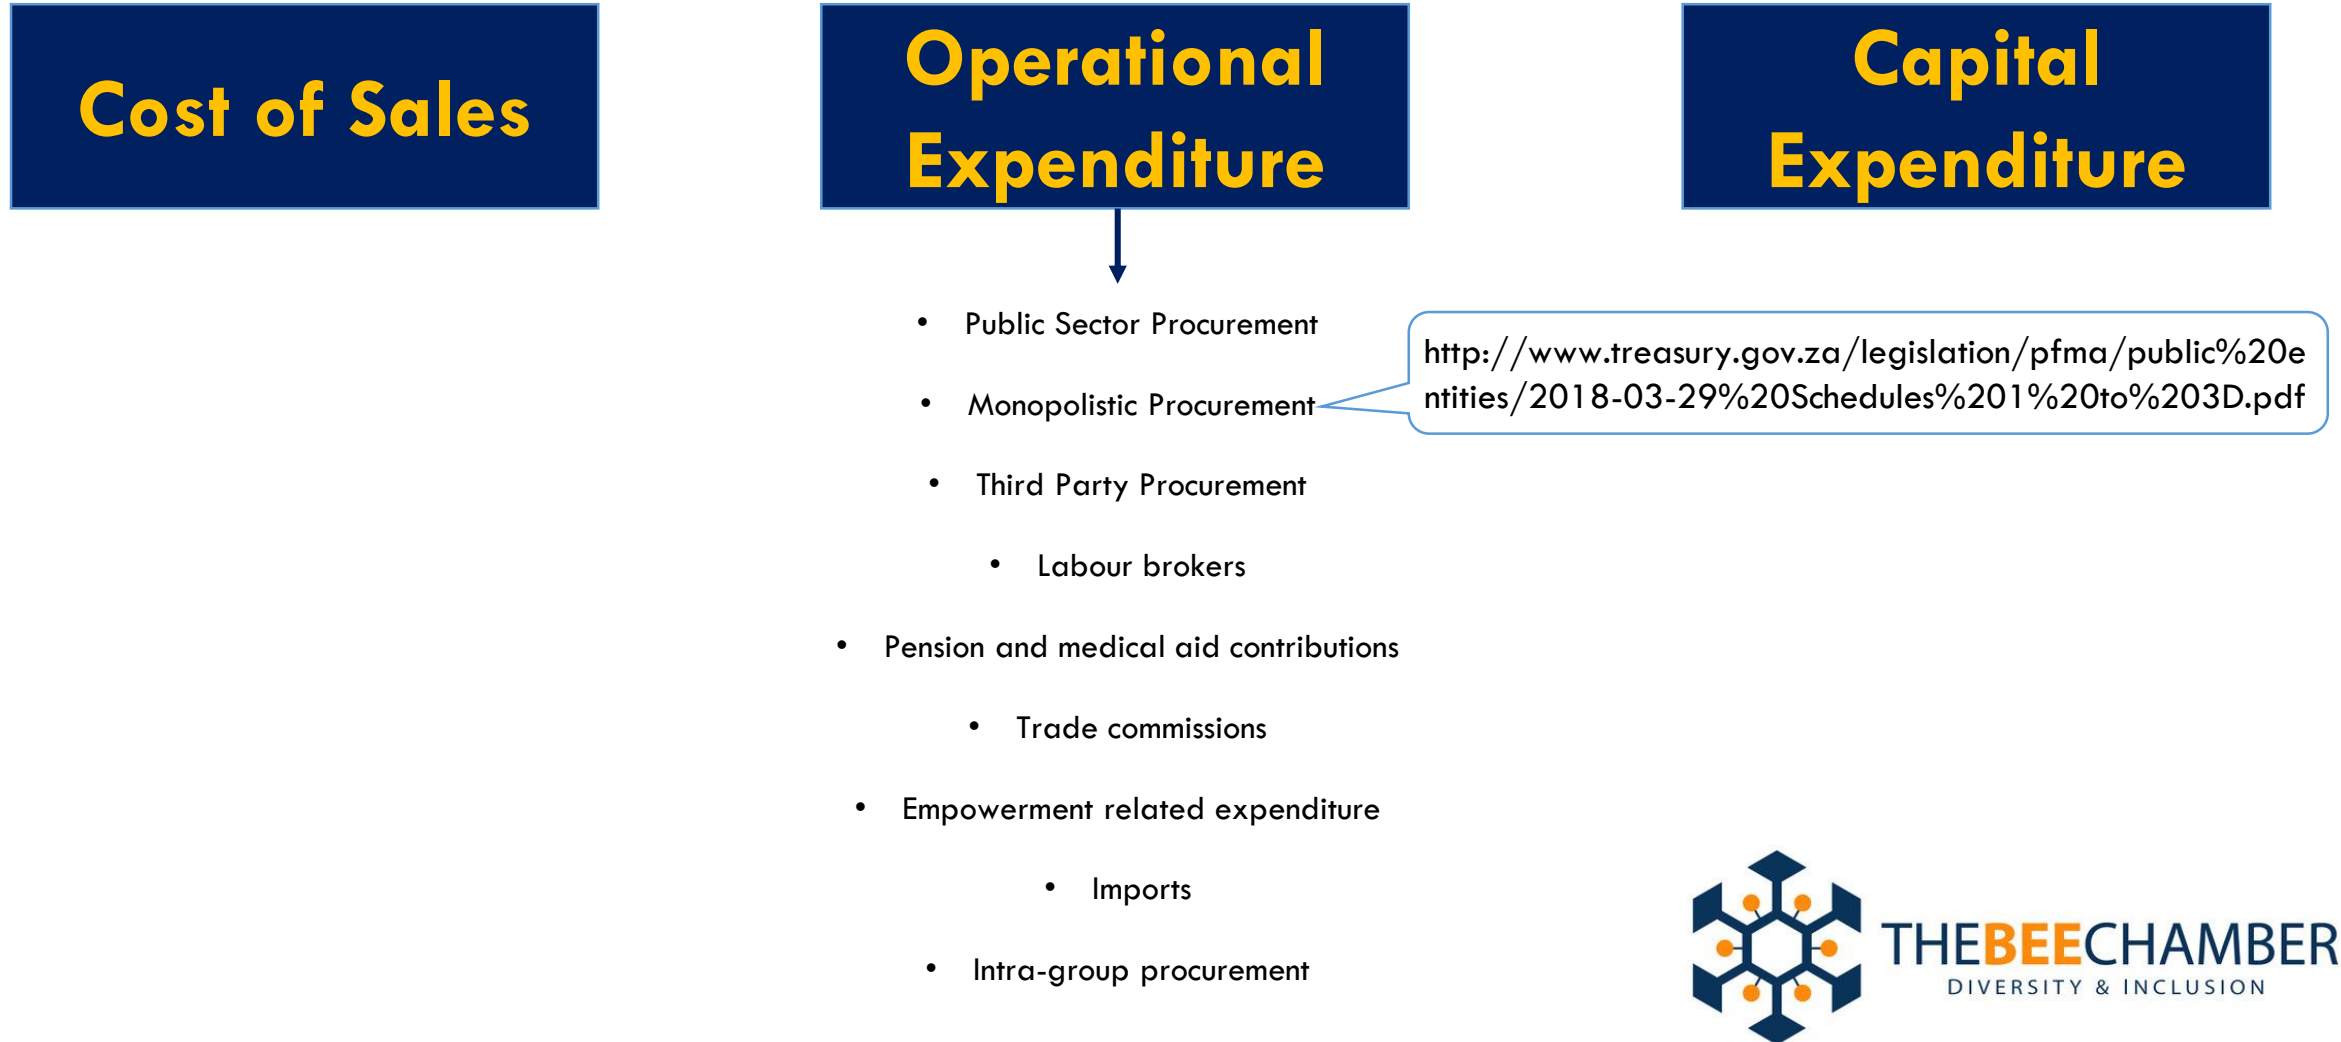 Cost of Sales
Operational
Expenditure
Capital
Expenditure
• Public Sector Procurement
• Monopolistic Procurement
http://www.treasury.gov.za/legislation/pfma/public%20e
ntities/2018-03-29%20Schedules%201%20to%203D.pdf
• Third Party Procurement
• Labour brokers
• Pension and medical aid contributions
• Trade commissions
• Empowerment related expenditure
• Imports
• Intra-group procurement
THEBEECHAMBER
DIVERSITY & INCLUSION